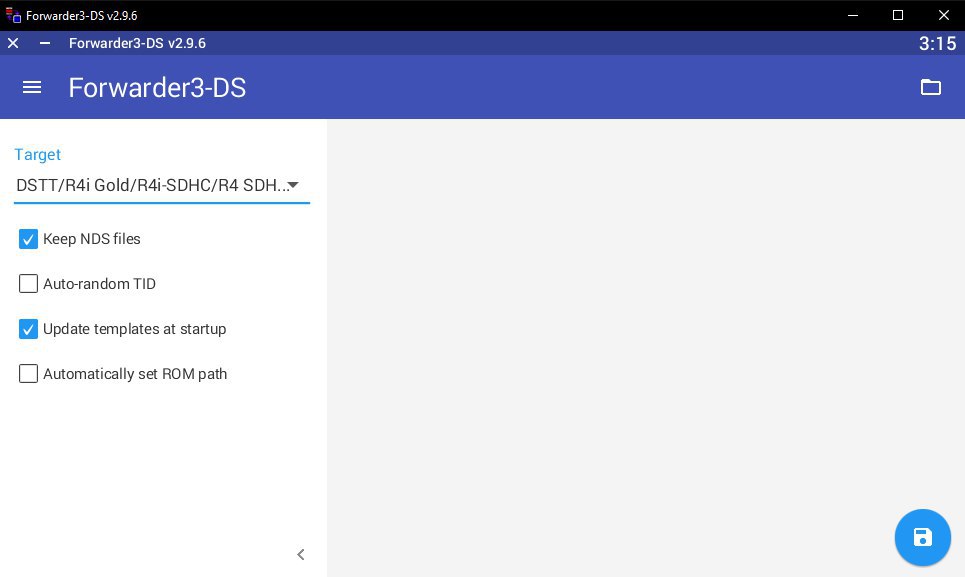 Forwarder3-DS v2.9.6
Forwarder3-DS v2.9.6
3:15
Forwarder3-DS
Target
DSTT/R4i Gold/R4i-SDHC/R4 SDH...
Keep NDS files
Auto-random TID
Update templates at startup
Automatically set ROM path